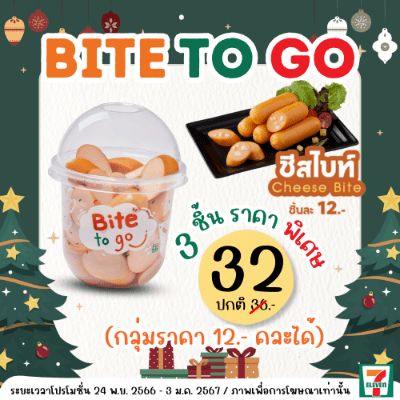 BITE TO GO
Bite
to go
ชีสไบท์
Cheese Bite
ชิ้นละ 12.-
3 ชิ้น ราคา พิเศษ
32
ปกติ 36.-
(กลุ่มราคา 12.- คละได้)
ระยะเวลาโปรโมชั่น 24 พ.ย. 2566 - 3 ม.ค. 2567 / ภาพเพื่อการโฆษณาเท่านั้น
7
ELEVEN